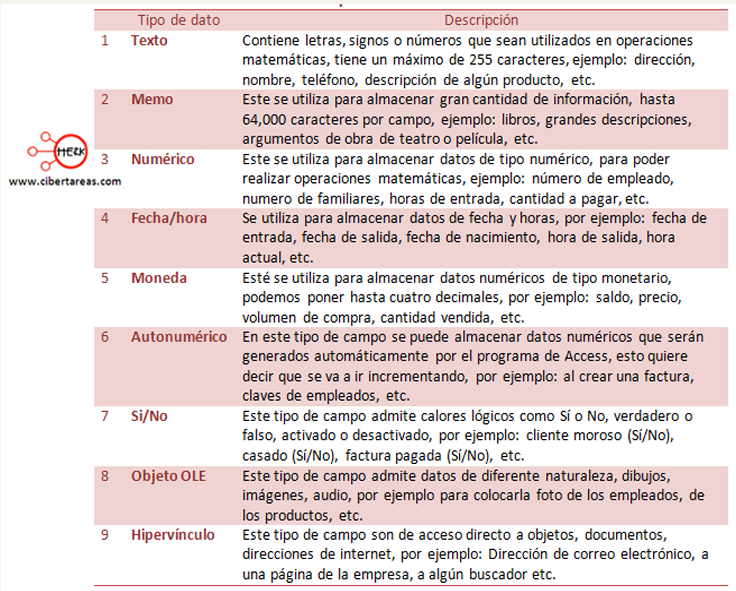 Tipo de dato Descripción
1 Texto Contiene letras, signos o números que sean utilizados en operaciones
matemáticas, tiene un máximo de 255 caracteres, ejemplo: dirección,
nombre, teléfono, descripción de algún producto, etc.
2 Memo Este se utiliza para almacenar gran cantidad de información, hasta
64,000 caracteres por campo, ejemplo: libros, grandes descripciones,
argumentos de obra de teatro o película, etc.
MERK
www.cibertareas.com
3 Numérico Este se utiliza para almacenar datos de tipo numérico, para poder
realizar operaciones matemáticas, ejemplo: número de empleado,
numero de familiares, horas de entrada, cantidad a pagar, etc.
4 Fecha/hora Se utiliza para almacenar datos de fecha y horas, por ejemplo: fecha de
entrada, fecha de salida, fecha de nacimiento, hora de salida, hora
actual, etc.
5 Moneda Esté se utiliza para almacenar datos numéricos de tipo monetario,
podemos poner hasta cuatro decimales, por ejemplo: saldo, precio,
volumen de compra, cantidad vendida, etc.
6 Autonumérico En este tipo de campo se puede almacenar datos numéricos que serán
generados automáticamente por el programa de Access, esto quiere
decir que se va a ir incrementando, por ejemplo: al crear una factura,
claves de empleados, etc.
7 Si/No Este tipo de campo admite calores lógicos como Sí o No, verdadero o
falso, activado o desactivado, por ejemplo: cliente moroso (Sí/No),
casado (Sí/No), factura pagada (Sí/No), etc.
8 Objeto OLE Este tipo de campo admite datos de diferente naturaleza, dibujos,
imágenes, audio, por ejemplo para colocarla foto de los empleados, de
los productos, etc.
9 Hipervínculo Este tipo de campo son de acceso directo a objetos, documentos,
direcciones de internet, por ejemplo: Dirección de correo electrónico, a
una página de la empresa, a algún buscador etc.